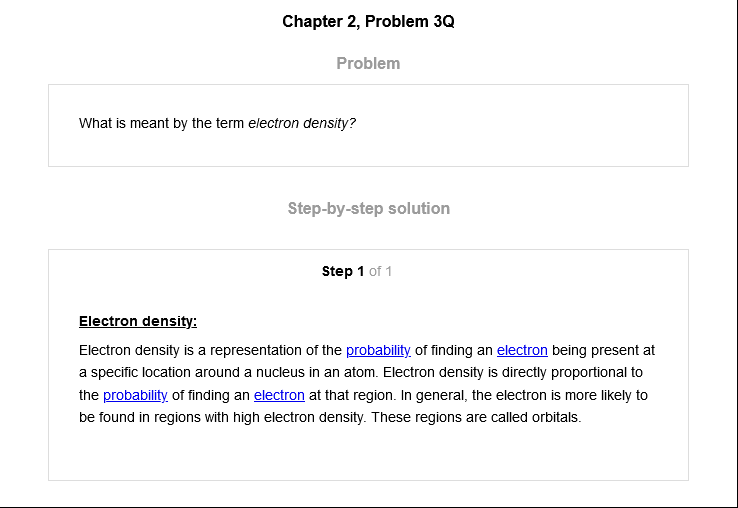 Chapter 2, Problem 3Q
Problem
What is meant by the term electron density?
Step-by-step solution
Step 1 of 1
Electron density:
Electron density is a representation of the probability of finding an electron being present at
a specific location around a nucleus in an atom. Electron density is directly proportional to
the probability of finding an electron at that region. In general, the electron is more likely to
be found in regions with high electron density. These regions are called orbitals.